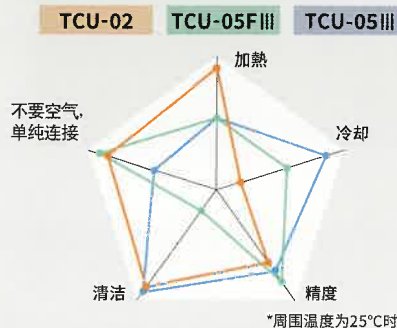 TCU-02 TCU-05FⅢ TCU-05Ⅲ
加熱
不要空气，
单纯连接
冷却
清洁
精度
*周围温度为25℃时